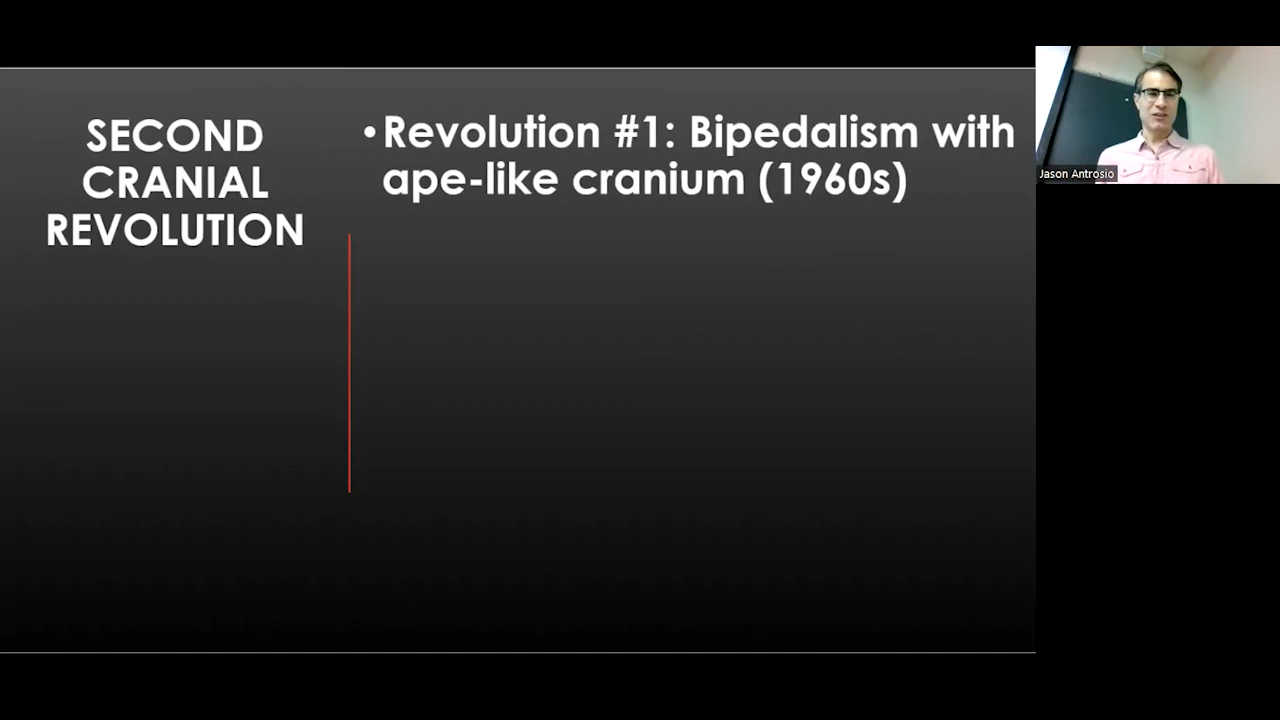 SECOND
CRANIAL
REVOLUTION
•Revolution #1: Bipedalism with
ape-like cranium (1960s)
Jason Antrosio